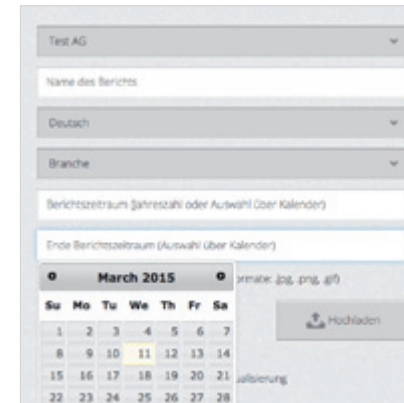 Test AG
Name des Berichts
Deutsch
Branche
Berichtszeitraum (Jahreszahl oder Auswahl über Kalender)
Ende Berichtszeitraum (Auswahl über Kalender)
March 2015
ormate: .jpg, .png, .gif)
Su Mo Tu We Th Fr Sa
Hochladen
1 2 3 4 5 6 7
8 9 10 11 12 13 14
15 16 17 18 19 20 21
ualisierung
22 23 24 25 26 27 28